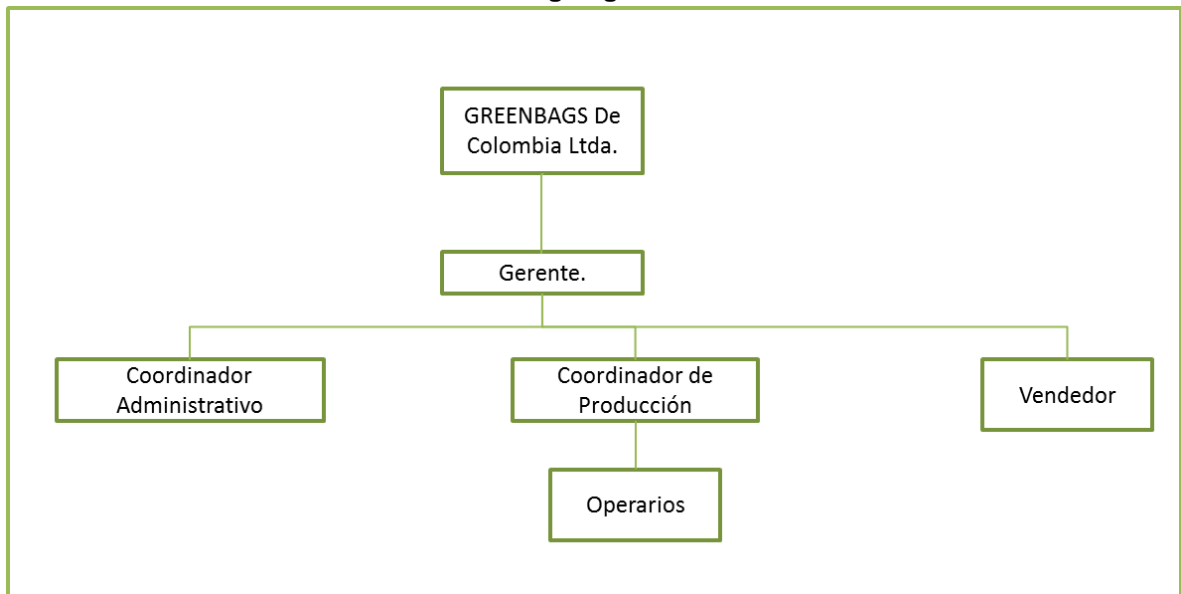 GREENBAGS De
Colombia Ltda.
Gerente.
Coordinador
Administrativo
Coordinador de
Producción
Vendedor
Operarios